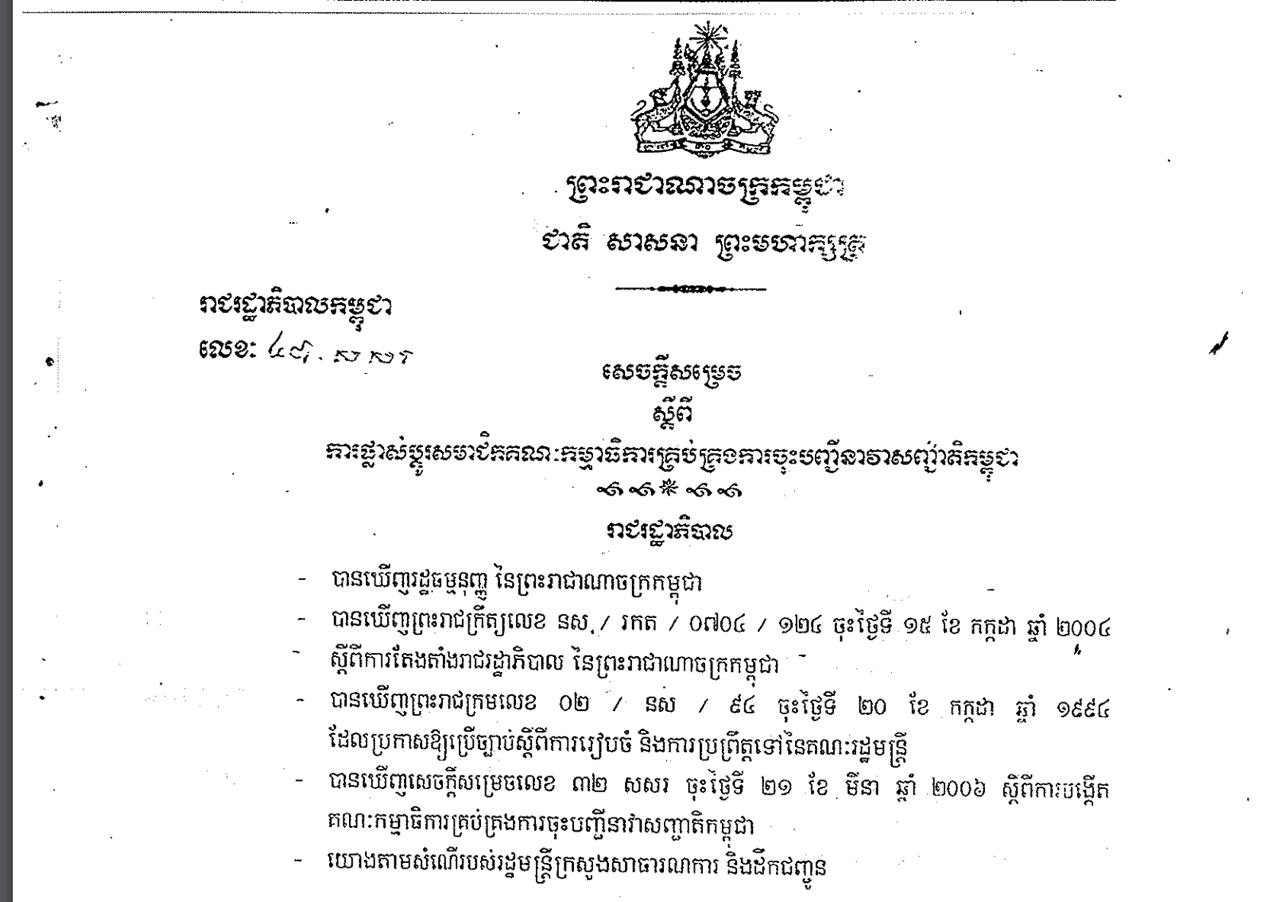 ព្រះរាជាណាចក្រកម្ពុជា
ជាតិ សាសនា ព្រះមហាក្សត្រ
រាជរដ្ឋាភិបាលកម្ពុជា
លេខ: ៤៩. សសរ
សេចក្តីសម្រេច
ស្តីពី
ការផ្លាស់ប្តូរសមាជិកគណៈកម្មាធិការគ្រប់គ្រងការចុះបញ្ជីនាវាសញ្ជាតិកម្ពុជា
រាជរដ្ឋាភិបាល
- បានឃើញរដ្ឋធម្មនុញ្ញ នៃព្រះរាជាណាចក្រកម្ពុជា
- បានឃើញព្រះរាជក្រឹត្យលេខ នស / រកត / ០៧០៤ / ១២៤ ចុះថ្ងៃទី ១៥ ខែ កក្កដា ឆ្នាំ ២០០៤
ស្តីពីការតែងតាំងរាជរដ្ឋាភិបាល នៃព្រះរាជាណាចក្រកម្ពុជា
- បានឃើញព្រះរាជក្រមលេខ ០២ / នស / ៩៤ ចុះថ្ងៃទី ២០ ខែ កក្កដា ឆ្នាំ ១៩៩៤
ដែលប្រកាសឱ្យប្រើច្បាប់ស្តីពីការរៀបចំ និងការប្រព្រឹត្តទៅនៃគណៈរដ្ឋមន្ត្រី
- បានឃើញសេចក្តីសម្រេចលេខ ៣២ សសរ ចុះថ្ងៃទី ២១ ខែ មីនា ឆ្នាំ ២០០៦ ស្តីពីការបង្កើត
គណៈកម្មាធិការគ្រប់គ្រងការចុះបញ្ជីនាវាសញ្ជាតិកម្ពុជា
- យោងតាមសំណើរបស់រដ្ឋមន្ត្រីក្រសួងសាធារណការ និងដឹកជញ្ជូន